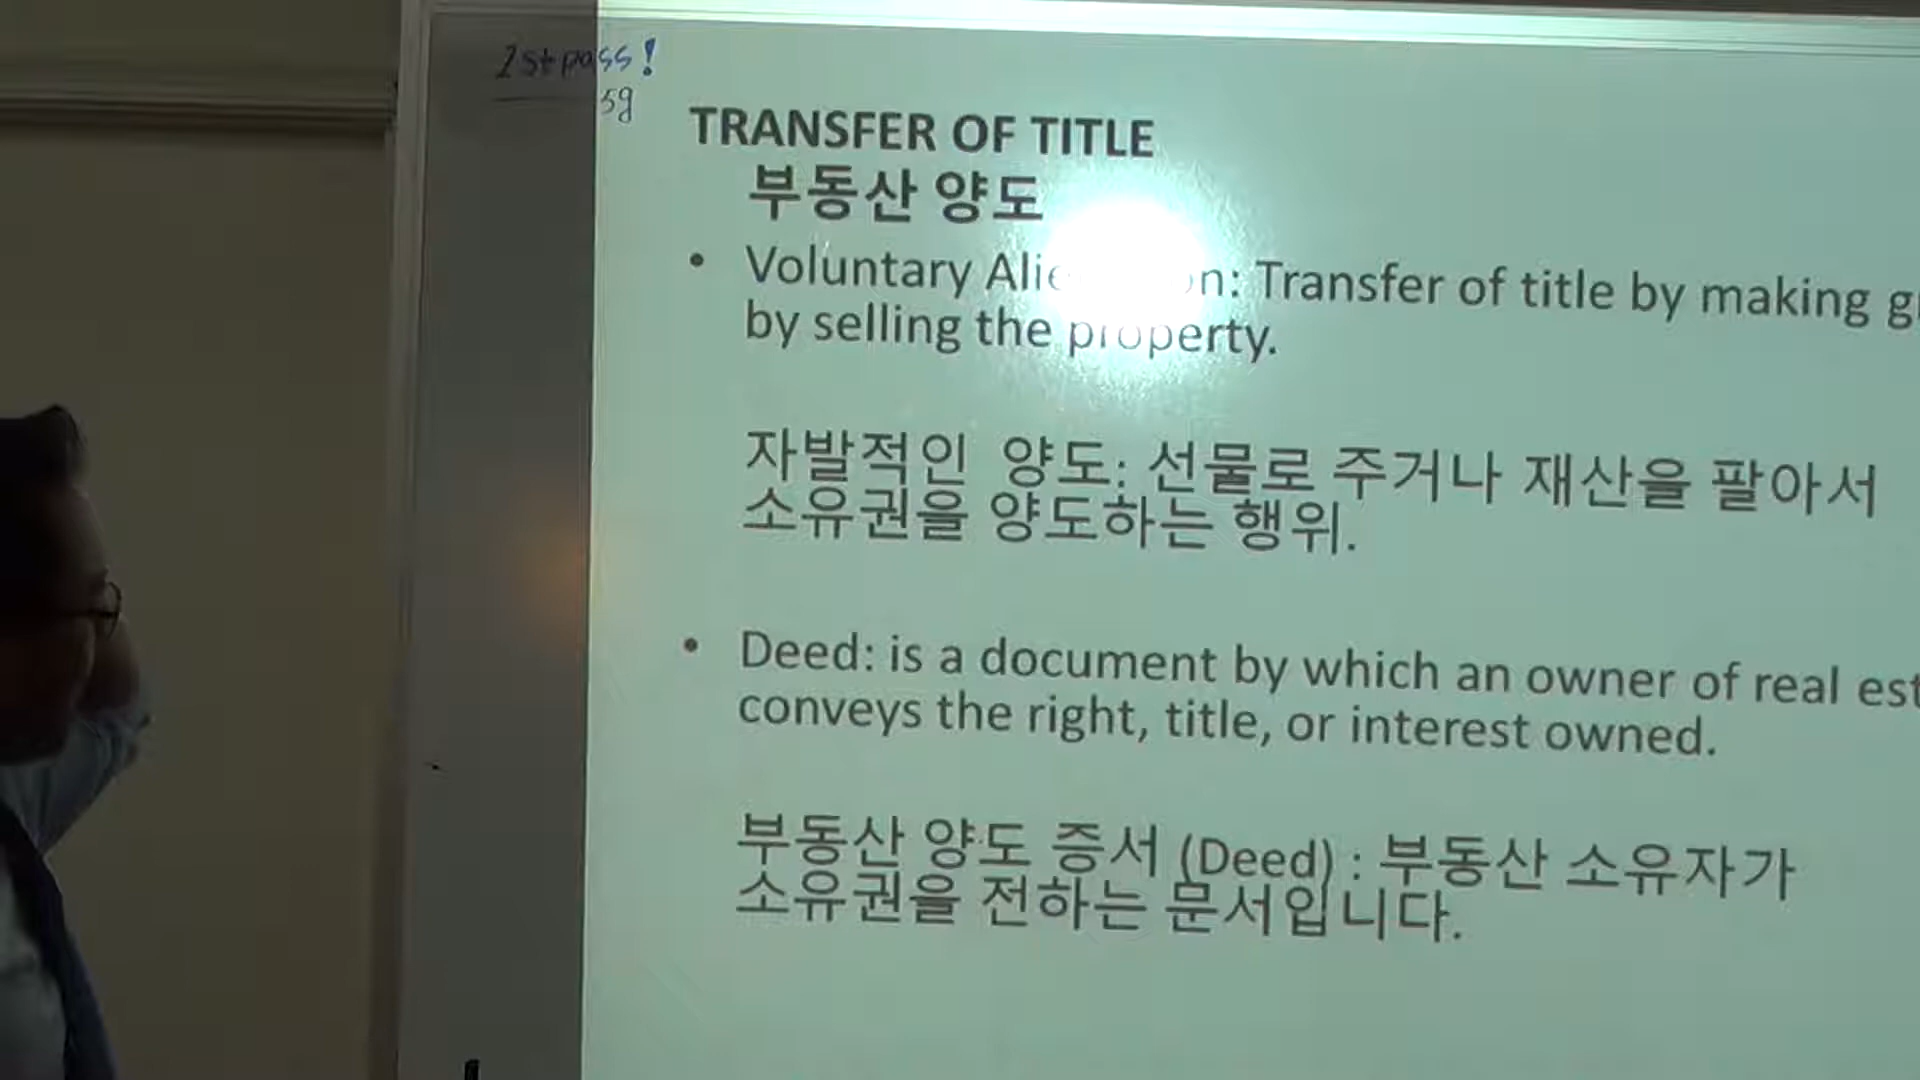 1st pass!
59
TRANSFER OF TITLE
부동산 양도
• Voluntary : Transfer of title by making
by selling the property.
자발적인 양도: 선물로 주거나 재산을 팔아서
소유권을 양도하는 행위.
• Deed: is a document by which an owner of real
conveys the right, title, or interest owned.
부동산 양도 증서 (Deed) : 부동산 소유자가
소유권을 전하는 문서입니다.